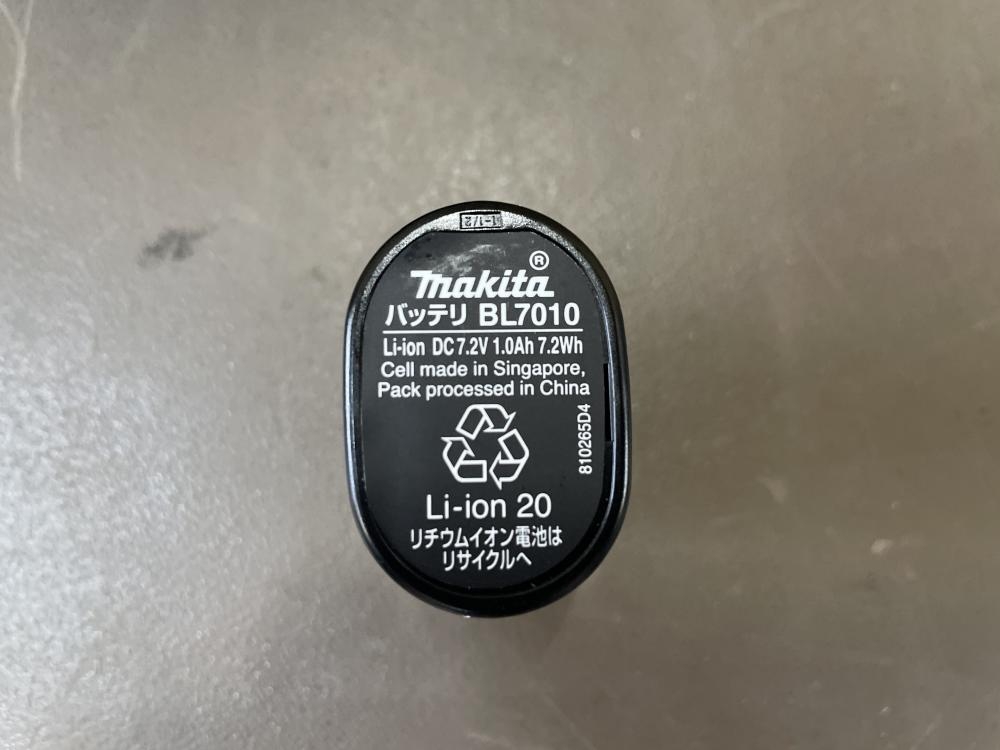 Makita®
バッテリ BL7010
Li-ion DC 7.2V 1.0Ah 7.2Wh
Cell made in Singapore,
Pack processed in China
810265D4
Li-ion 20
リチウムイオン電池は
リサイクルへ